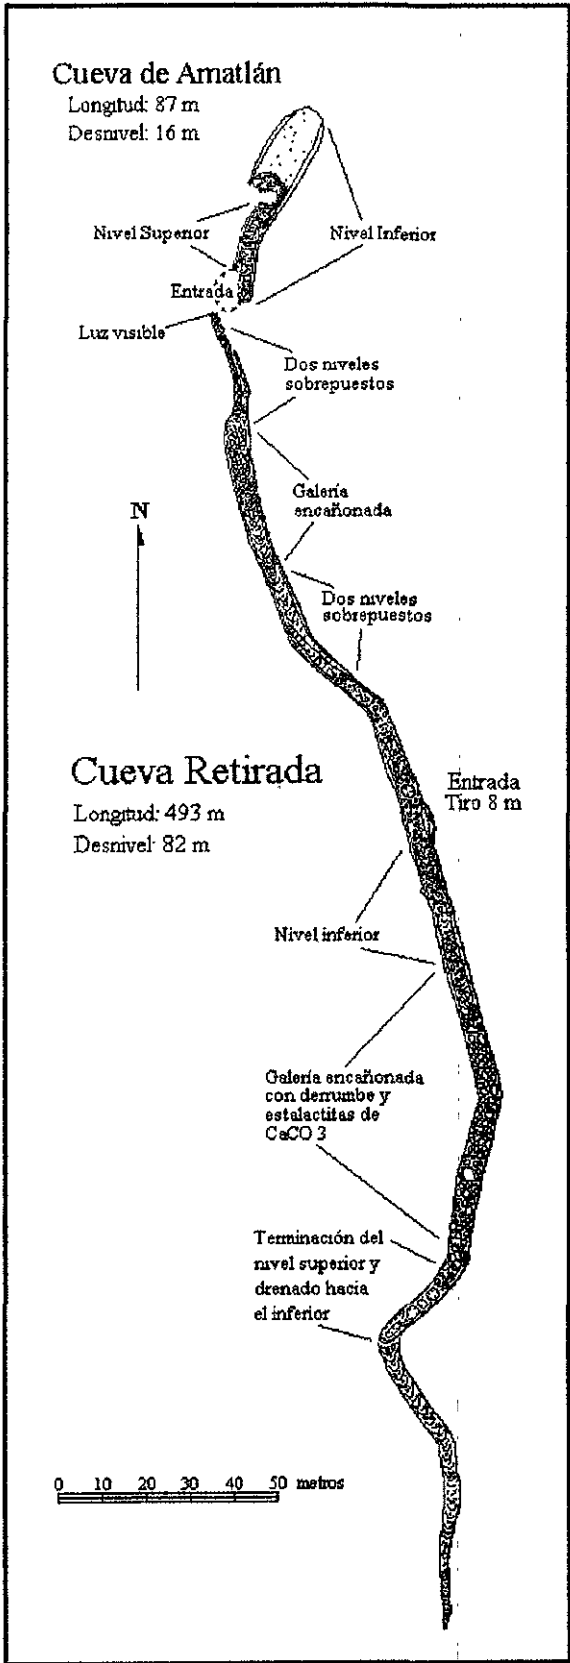 Cueva de Amatlán
Longitud: 87 m
Desnivel: 16 m
Nivel Superior
Nivel Inferior
Entrada
Luz visible
Dos niveles
sobrepuestos
Galería
encañonada
N
Dos niveles
sobrepuestos
Cueva Retirada
Longitud: 493 m
Desnivel: 82 m
Entrada
Tiro 8 m
Nivel inferior
Galería encañonada
con derrumbe y
estalactitas de
CaCO 3
Terminación del
nivel superior y
drenado hacia
el inferior
0 10 20 30 40 50 metros